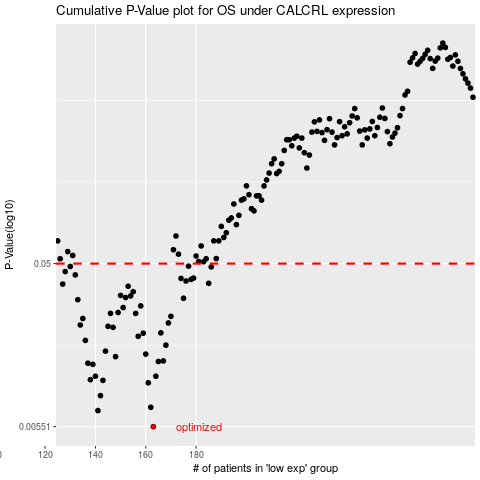 Cumulative P-Value plot for OS under CALCRL expression
P-Value(log10)
0.05
0.00551
optimized
0
120
140
160
180
# of patients in 'low exp' group